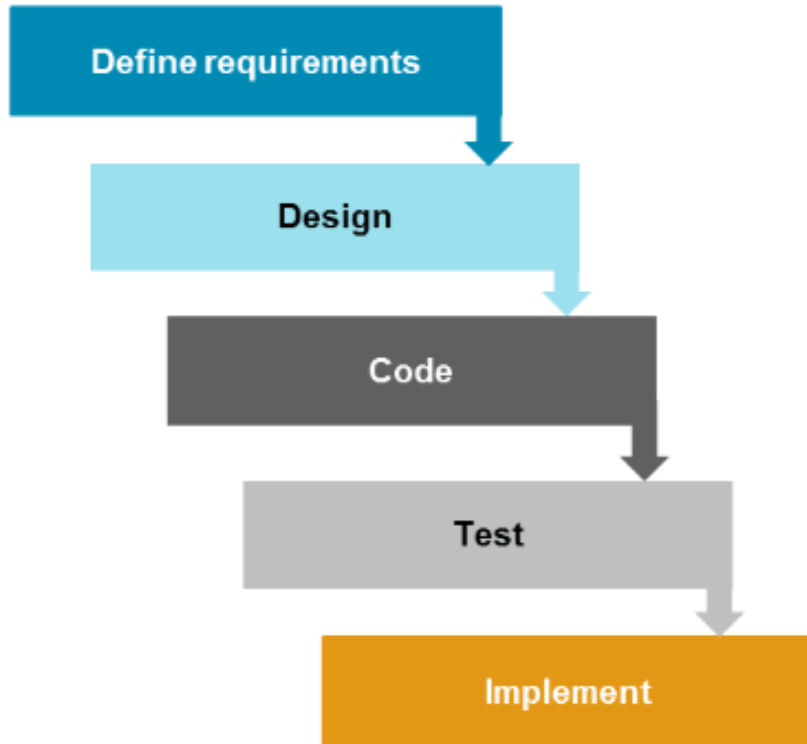 Define requirements
Design
Code
Test
Implement